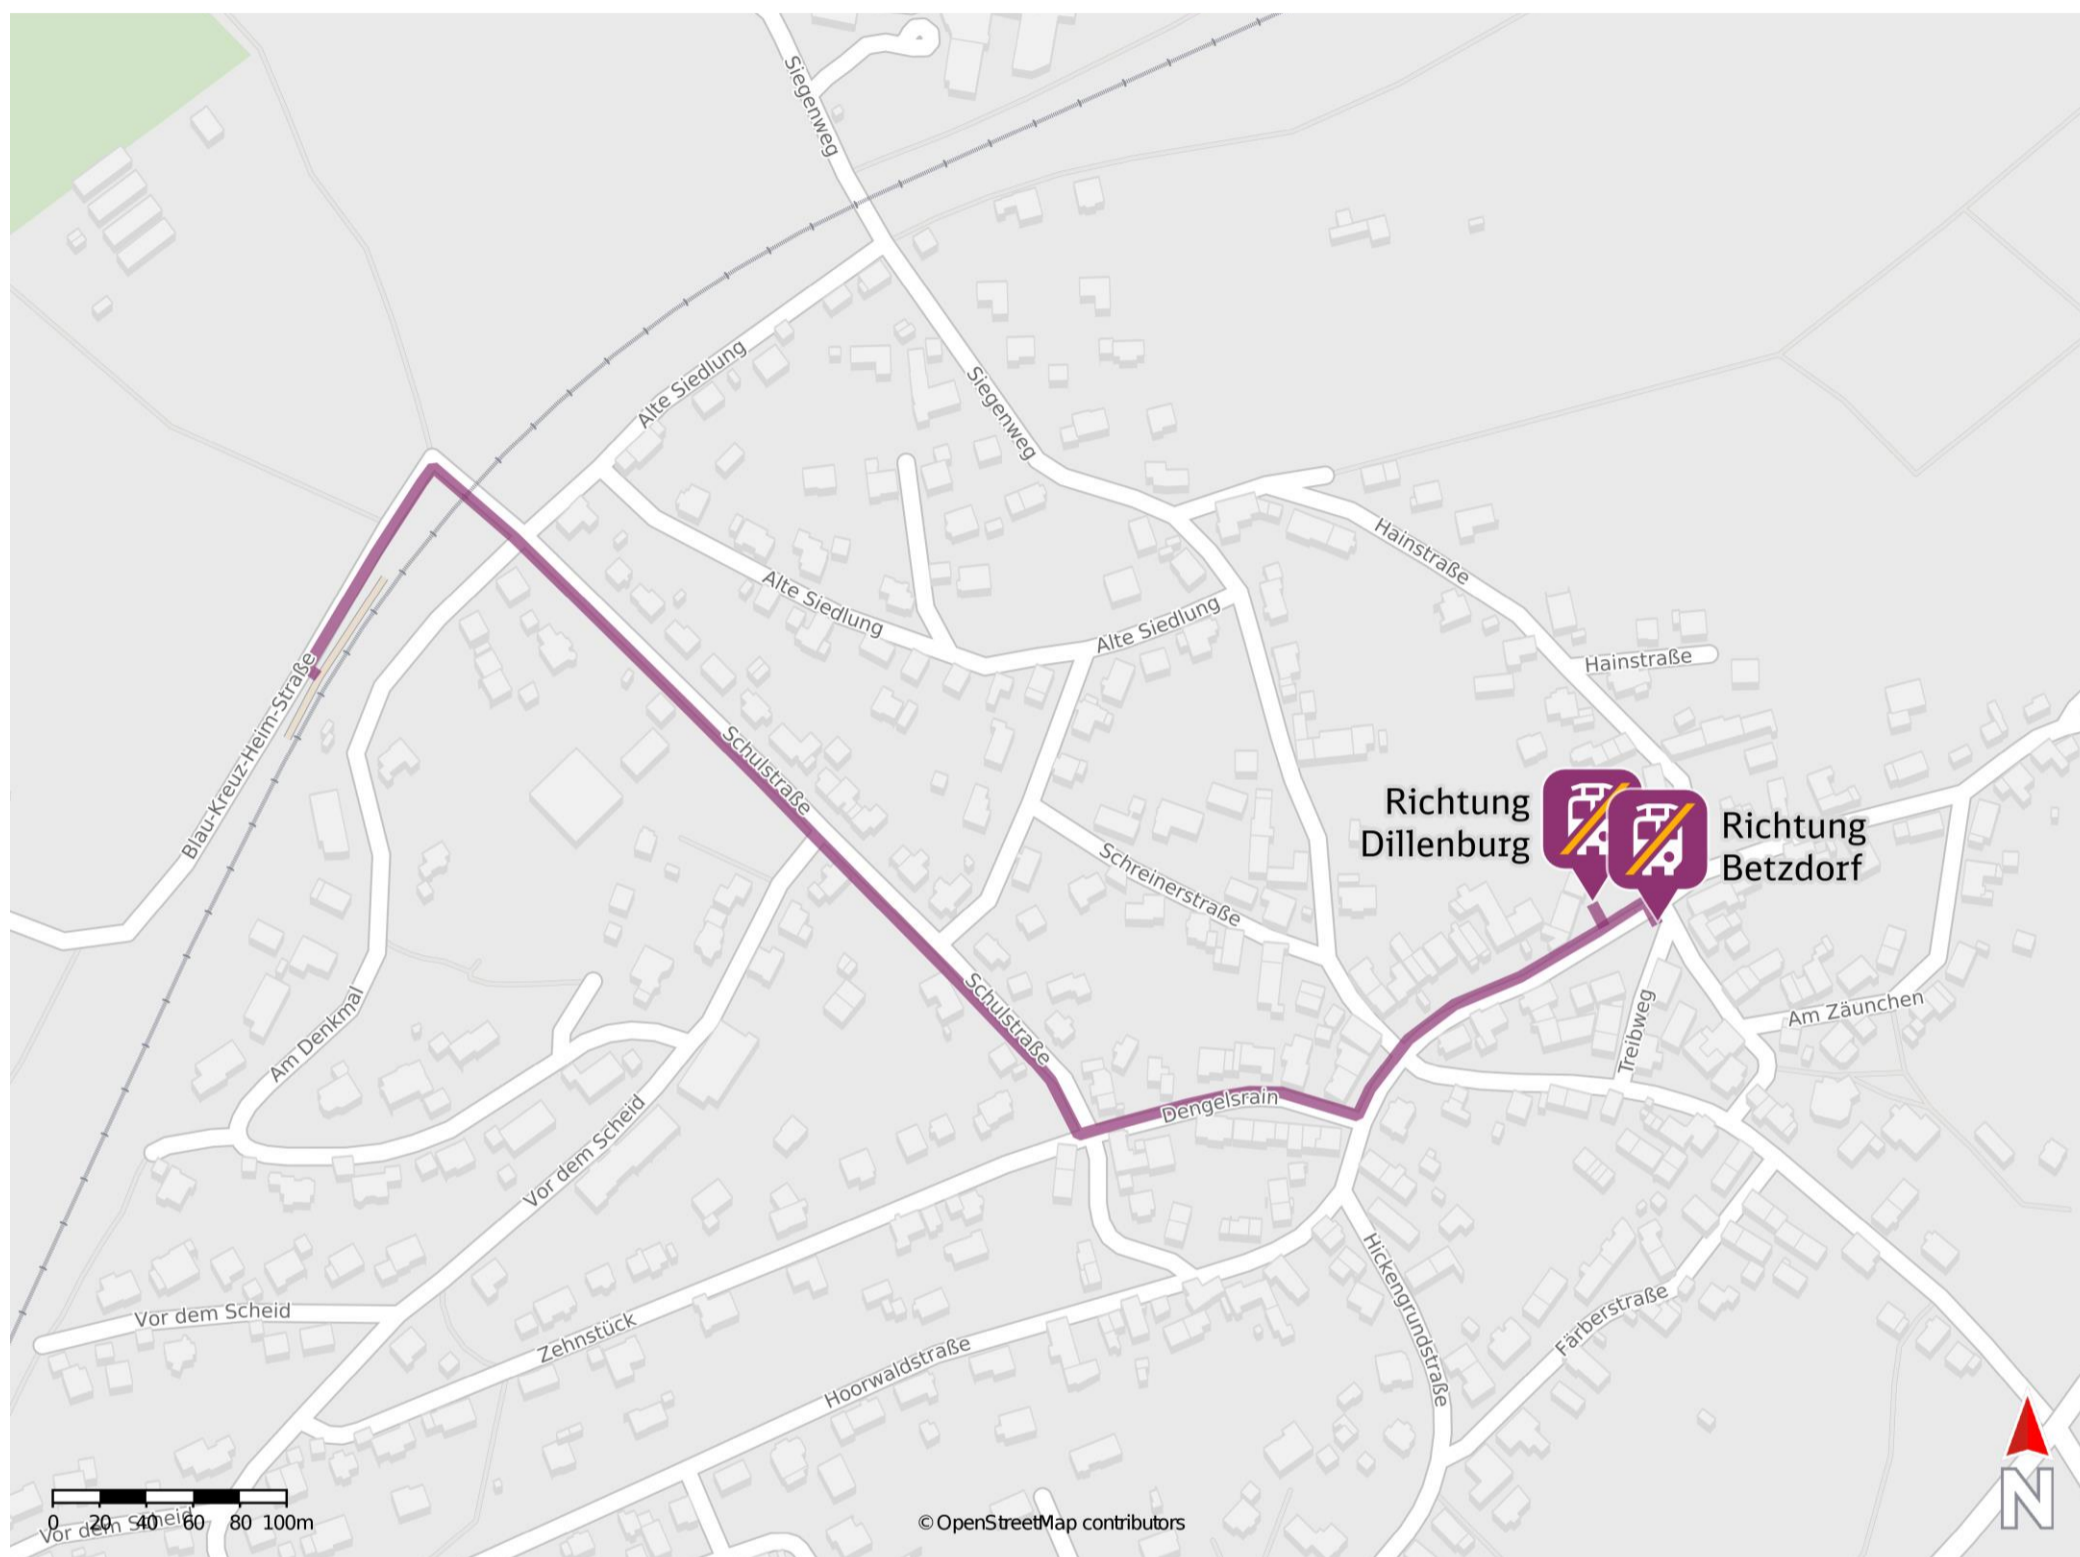 Siegenweg
Alte Siedlung
Siegenweg
Hainstraße
Alte Siedlung
Alte Siedlung
Hainstraße
Blau-Kreuz-Heim-Straße
Schulstraße
Richtung
Dillenburg
Richtung
Betzdorf
Schreinerstraße
Schulstraße
Am Denkmal
Treibweg
Am Zäunchen
Dengelsrain
Vor dem Scheid
Vor dem Scheid
Zehnstück
Hoorwaldstraße
Hickengrundstraße
Färberstraße
Vor dem Scheid
0 20 40 60 80 100m
© OpenStreetMap contributors
N